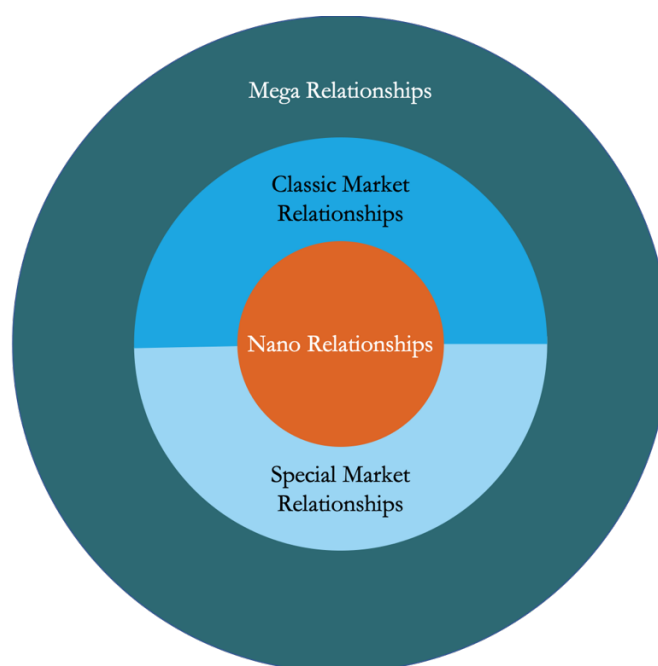 Mega Relationships
Classic Market
Relationships
Nano Relationships
Special Market
Relationships